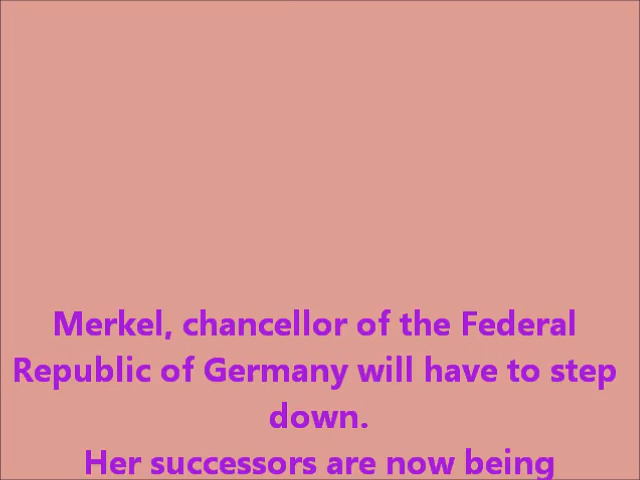 Merkel, chancellor of the Federal
Republic of Germany will have to step
down.
Her successors are now being